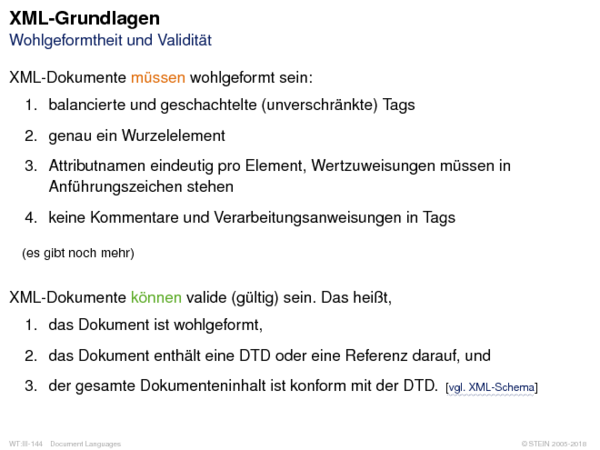 XML-Grundlagen
Wohlgeformtheit und Validität
XML-Dokumente müssen wohlgeformt sein:
1. balancierte und geschachtelte (unverschränkte) Tags
2. genau ein Wurzelelement
3. Attributnamen eindeutig pro Element, Wertzuweisungen müssen in
Anführungszeichen stehen
4. keine Kommentare und Verarbeitungsanweisungen in Tags
(es gibt noch mehr)
XML-Dokumente können valide (gültig) sein. Das heißt,
1. das Dokument ist wohlgeformt,
2. das Dokument enthält eine DTD oder eine Referenz darauf, und
3. der gesamte Dokumenteninhalt ist konform mit der DTD. [vgl. XML-Schema]
WT:III-144 Document Languages
© STEIN 2005-2018